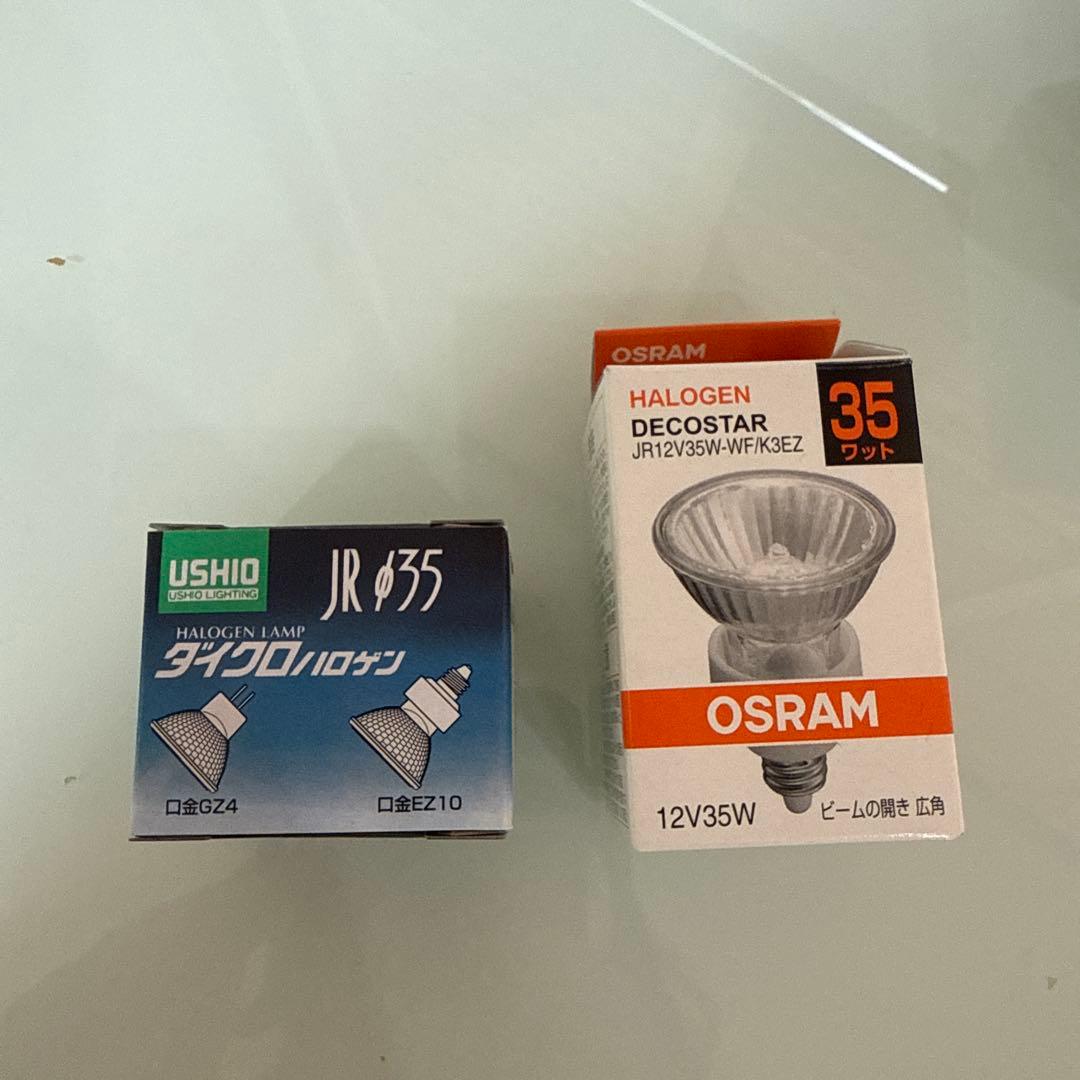 USHIO
USHIO LIGHTING
JRφ35
HALOGEN LAMP
ダイクロハロゲン
口金GZ4
口金EZ10
OSRAM
HALOGEN
DECOSTAR
JR12V35W-WF/K3EZ
35
ワット
OSRAM
12V35W
ビームの開き 広角